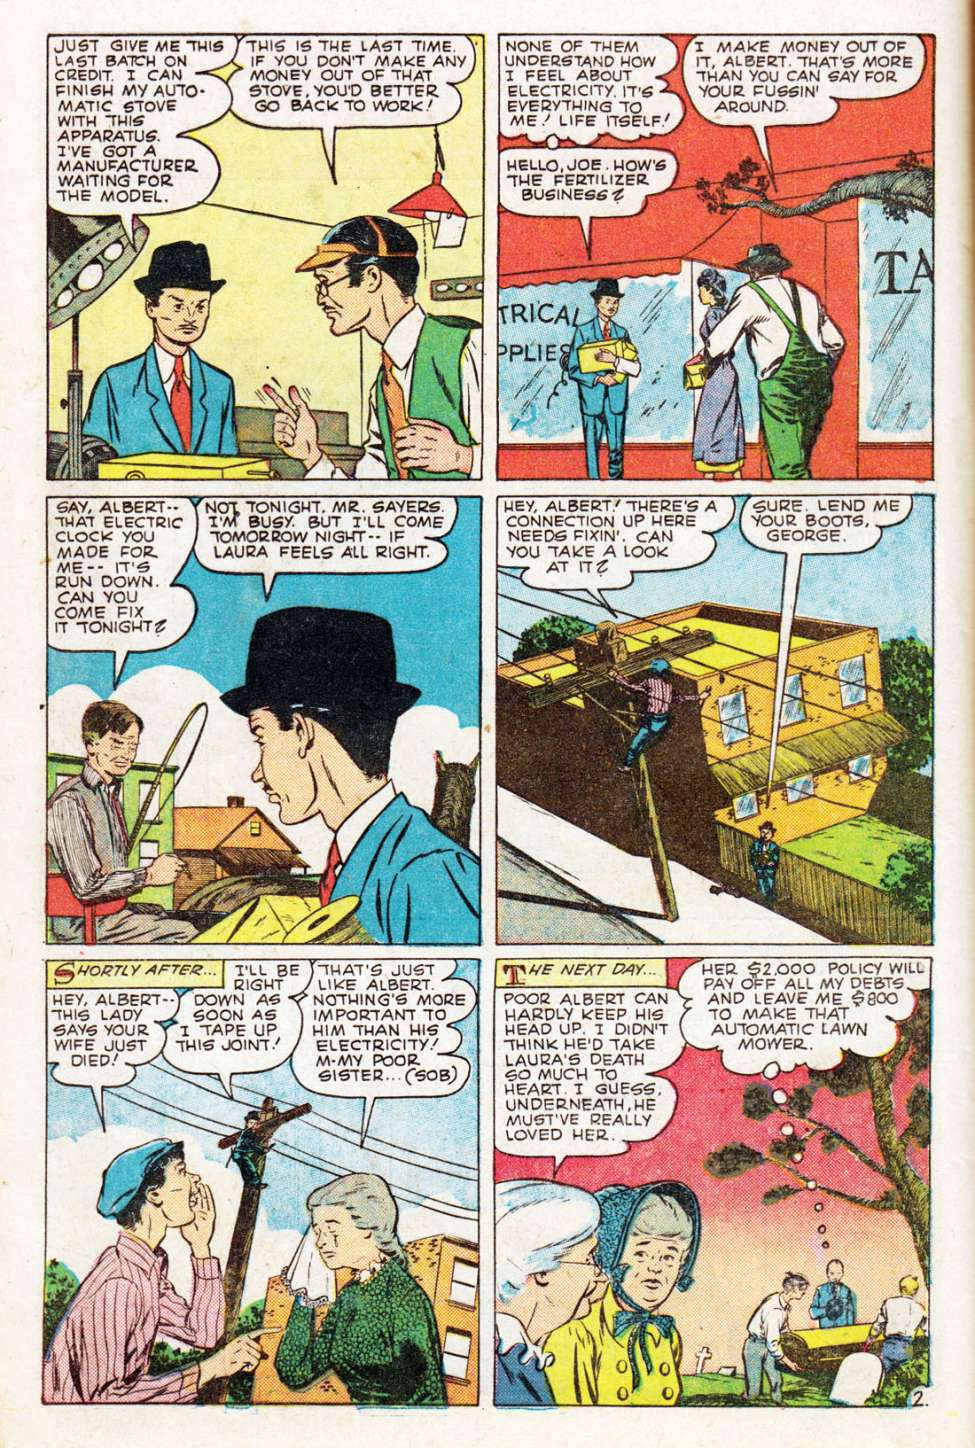 JUST GIVE ME THIS
LAST BATCH ON
CREDIT. I CAN
FINISH MY AUTO-
MATIC STOVE
WITH THIS
APPARATUS.
I'VE GOT A
MANUFACTURER
WAITING FOR
THE MODEL.
THIS IS THE LAST TIME.
IF YOU DON'T MAKE ANY
MONEY OUT OF THAT
STOVE, YOU'D BETTER
GO BACK TO WORK!
NONE OF THEM
UNDERSTAND HOW
I FEEL ABOUT
ELECTRICITY. IT'S
EVERYTHING TO
ME! LIFE ITSELF!
HELLO, JOE. HOW'S
THE FERTILIZER
BUSINESS?
I MAKE MONEY OUT OF
IT, ALBERT. THAT'S MORE
THAN YOU CAN SAY FOR
YOUR FUSSIN'
AROUND.
TRICAL
PPLIES
TA
SAY, ALBERT--
THAT ELECTRIC
CLOCK YOU
MADE FOR
ME-- IT'S
RUN DOWN.
CAN YOU
COME FIX
IT TONIGHT?
NOT TONIGHT, MR. SAYERS.
I'M BUSY. BUT I'LL COME
TOMORROW NIGHT-- IF
LAURA FEELS ALL RIGHT.
HEY, ALBERT! THERE'S A
CONNECTION UP HERE
NEEDS FIXIN'. CAN
YOU TAKE A LOOK
AT IT?
SURE. LEND ME
YOUR BOOTS,
GEORGE.
SHORTLY AFTER...
HEY, ALBERT--
THIS LADY
SAYS YOUR
WIFE JUST
DIED!
I'LL BE
RIGHT
DOWN AS
SOON AS
I TAPE UP
THIS JOINT!
THAT'S JUST
LIKE ALBERT.
NOTHING'S MORE
IMPORTANT TO
HIM THAN HIS
ELECTRICITY!
M-MY POOR
SISTER... (SOB)
THE NEXT DAY...
POOR ALBERT CAN
HARDLY KEEP HIS
HEAD UP. I DIDN'T
THINK HE'D TAKE
LAURA'S DEATH
SO MUCH TO
HEART. I GUESS,
UNDERNEATH, HE
MUST'VE REALLY
LOVED HER.
HER $2,000 POLICY WILL
PAY OFF ALL MY DEBTS
AND LEAVE ME $800
TO MAKE THAT
AUTOMATIC LAWN
MOWER.
2.